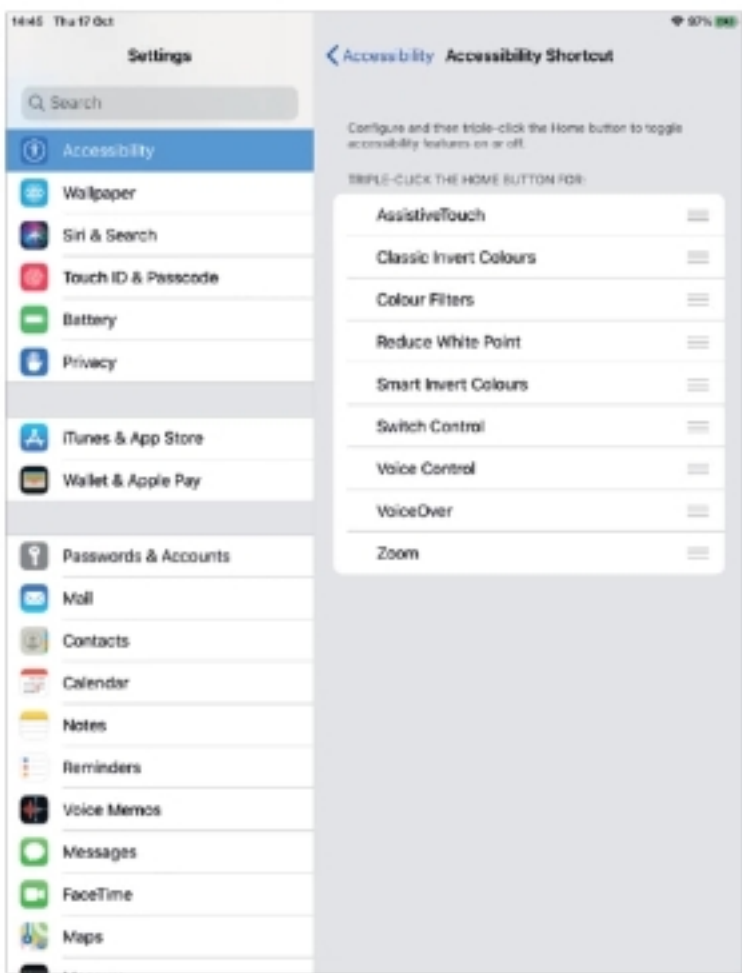 14:45 Thu 17 Oct
97%
Settings
Accessibility Accessibility Shortcut
Search
Configure and then triple-click the Home button to toggle
accessibility features on or off.
TRIPLE-CLICK THE HOME BUTTON FOR:
Accessibility
Wallpaper
Siri & Search
Touch ID & Passcode
Battery
Privacy
iTunes & App Store
Wallet & Apple Pay
Passwords & Accounts
Mail
Contacts
Calendar
Notes
Reminders
Voice Memos
Messages
FaceTime
Maps
AssistiveTouch
Classic Invert Colours
Colour Filters
Reduce White Point
Smart Invert Colours
Switch Control
Voice Control
VoiceOver
Zoom